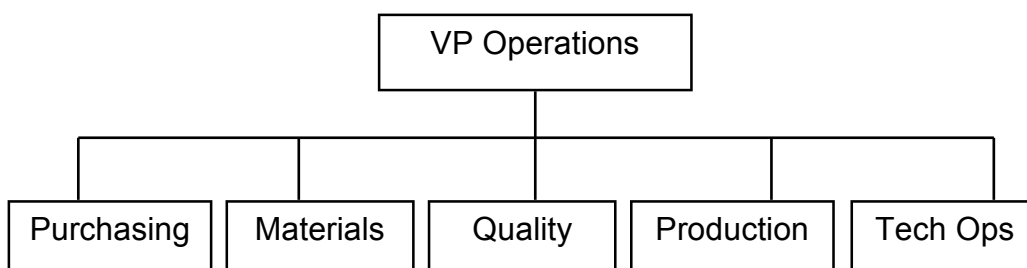 VP Operations
Purchasing
Materials
Quality
Production
Tech Ops